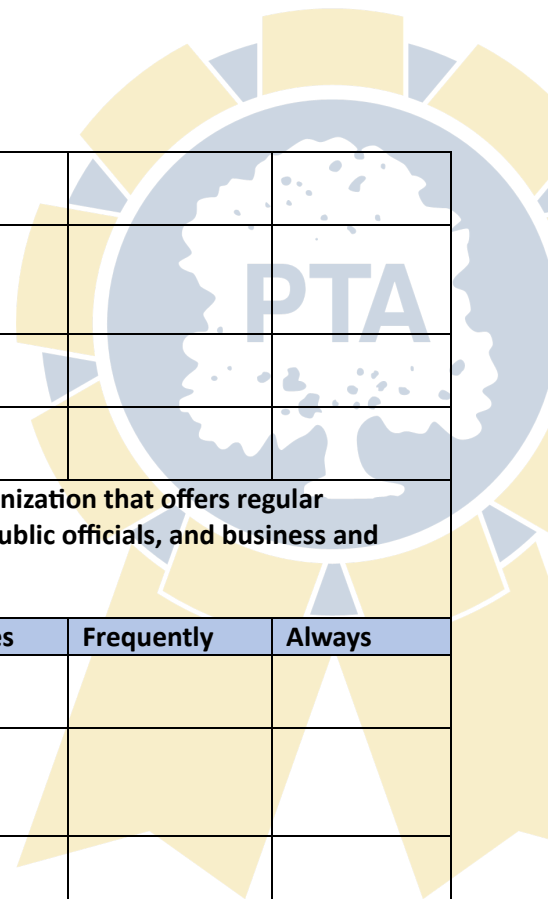 PTA
nization that offers regular
ublic officials, and business and
es Frequently Always